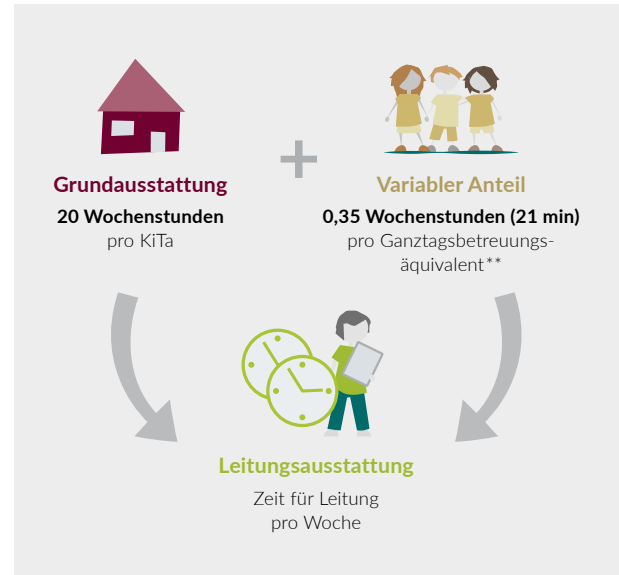 +
Grundausstattung
20 Wochenstunden
pro KiTa
Variabler Anteil
0,35 Wochenstunden (21 min)
pro Ganztagsbetreuungs-
äquivalent**
Leitungsausstattung
Zeit für Leitung
pro Woche